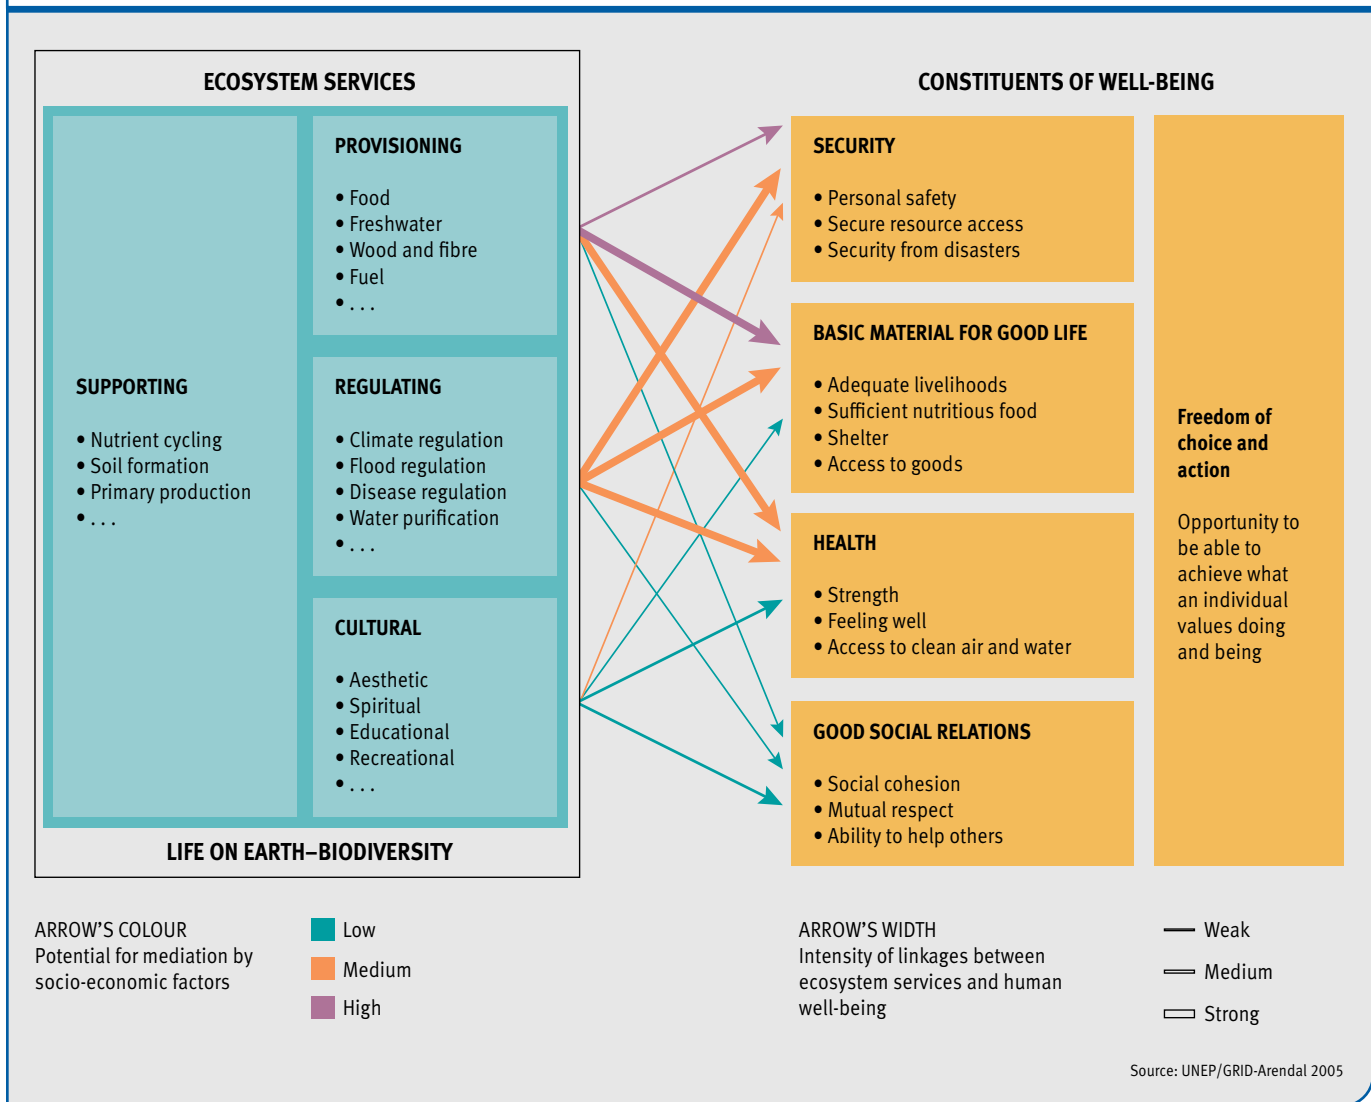 ECOSYSTEM SERVICES
SUPPORTING
• Nutrient cycling
• Soil formation
• Primary production
• . . .
PROVISIONING
• Food
• Freshwater
• Wood and fibre
• Fuel
• . . .
REGULATING
• Climate regulation
• Flood regulation
• Disease regulation
• Water purification
• . . .
CULTURAL
• Aesthetic
• Spiritual
• Educational
• Recreational
• . . .
LIFE ON EARTH–BIODIVERSITY
CONSTITUENTS OF WELL-BEING
SECURITY
• Personal safety
• Secure resource access
• Security from disasters
BASIC MATERIAL FOR GOOD LIFE
• Adequate livelihoods
• Sufficient nutritious food
• Shelter
• Access to goods
HEALTH
• Strength
• Feeling well
• Access to clean air and water
GOOD SOCIAL RELATIONS
• Social cohesion
• Mutual respect
• Ability to help others
Freedom of
choice and
action
Opportunity to
be able to
achieve what
an individual
values doing
and being
ARROW'S COLOUR
Potential for mediation by
socio-economic factors
Low
Medium
High
ARROW'S WIDTH
Intensity of linkages between
ecosystem services and human
well-being
Weak
Medium
Strong
Source: UNEP/GRID-Arendal 2005